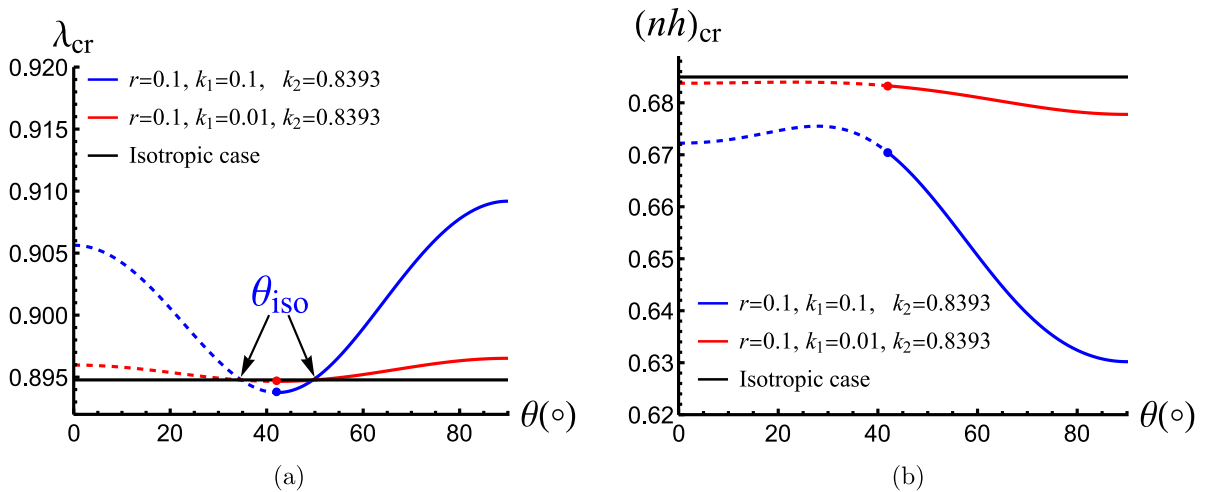 λcr
0.920
0.915
0.910
0.905
0.900
0.895
r=0.1, k1=0.1, k2=0.8393
r=0.1, k1=0.01, k2=0.8393
Isotropic case
θiso
0 20 40 60 80
θ(○)
(a)
(nh)cr
0.68
0.67
0.66
0.65
0.64
0.63
0.62
r=0.1, k1=0.1, k2=0.8393
r=0.1, k1=0.01, k2=0.8393
Isotropic case
0 20 40 60 80
θ(○)
(b)